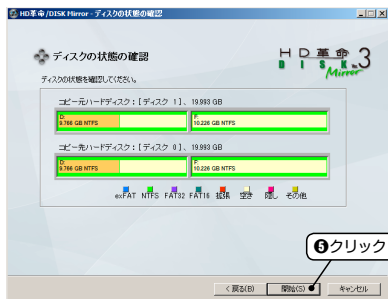 HD革命/DISK Mirror - ディスクの状態の確認
ディスクの状態の確認
HD革命
DISK Mirror Ver.3
ディスクの状態を確認してください。
コピー元ハードディスク：[ディスク 1]、19.993 GB
D:
9.766 GB NTFS
F:
10.226 GB NTFS
コピー先ハードディスク：[ディスク 0]、19.993 GB
D:
9.766 GB NTFS
F:
10.226 GB NTFS
exFAT NTFS FAT32 FAT16 拡張 空き 隠し その他
❺クリック
< 戻る(B) 開始(S) キャンセル